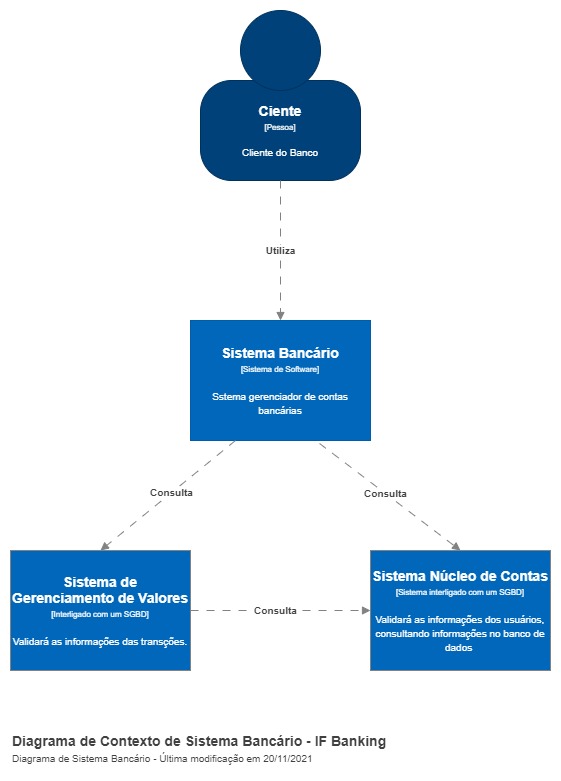 Ciente
[Pessoa]
Cliente do Banco
Utiliza
Sistema Bancário
[Sistema de Software]
Sstema gerenciador de contas
bancárias
Consulta
Consulta
Sistema de
Gerenciamento de Valores
[Interligado com um SGBD]
Validará as informações das transções.
Consulta
Sistema Núcleo de Contas
[Sistema interligado com um SGBD]
Validará as informações dos usuários,
consultando informações no banco de
dados
Diagrama de Contexto de Sistema Bancário - IF Banking
Diagrama de Sistema Bancário - Última modificação em 20/11/2021